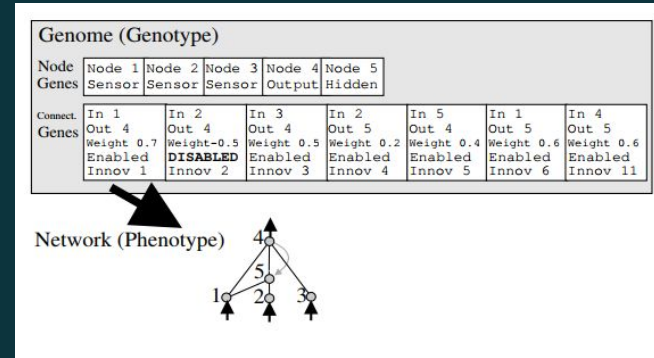 Genome (Genotype)
Node Genes
Node 1 Node 2 Node 3 Node 4 Node 5
Sensor Sensor Sensor Output Hidden
Connect. Genes
In 1 In 2 In 3 In 2 In 5 In 1 In 4
Out 4 Out 4 Out 4 Out 5 Out 4 Out 5 Out 5
Weight 0.7 Weight-0.5 Weight 0.5 Weight 0.2 Weight 0.4 Weight 0.6 Weight 0.6
Enabled DISABLED Enabled Enabled Enabled Enabled Enabled
Innov 1 Innov 2 Innov 3 Innov 4 Innov 5 Innov 6 Innov 11
Network (Phenotype)
4
5
1 2 3